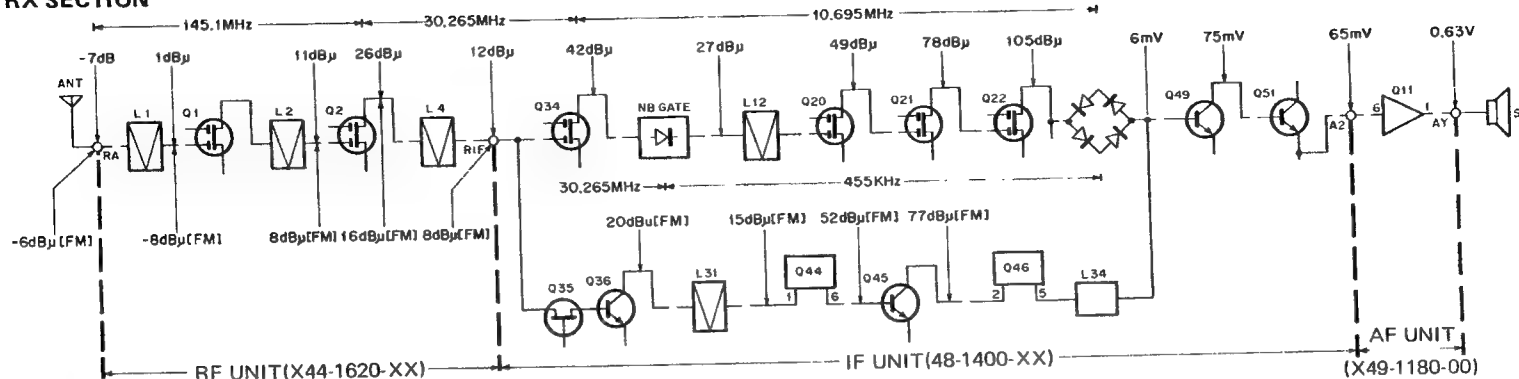 RX SECTION
145.1MHz
30.265MHz
10.695MHz
-7dB
1dBµ
11dBµ
26dBµ
12dBµ
42dBµ
27dBµ
49dBµ
78dBµ
105dBµ
6mV
75mV
65mV
0.63V
ANT
L1
Q1
L2
Q2
L4
Q34
NB GATE
L12
Q20
Q21
Q22
Q49
Q51
Q11
RA
RIF
A2
6
1
AY
S
30.265MHz
455KHz
-6dBµ[FM]
-8dBµ[FM]
8dBµ[FM]
16dBµ[FM]
8dBµ[FM]
20dBµ[FM]
15dBµ[FM]
52dBµ[FM]
77dBµ[FM]
Q35
Q36
L31
Q44
1
6
Q45
Q46
2
5
L34
RF UNIT(X44-1620-XX)
IF UNIT(48-1400-XX)
AF UNIT
(X49-1180-00)